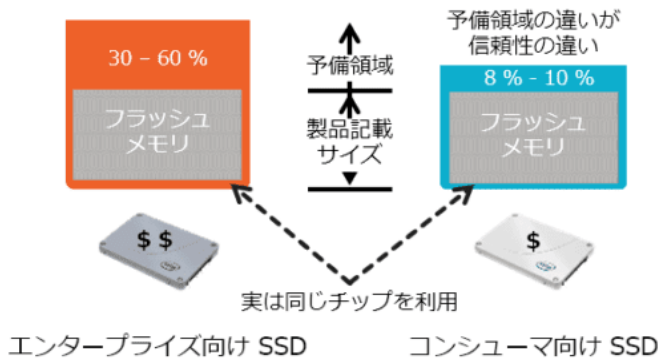 30 – 60 %
フラッシュ
メモリ
予備領域
製品記載
サイズ
予備領域の違いが
信頼性の違い
8 % - 10 %
フラッシュ
メモリ
$ $
$
実は同じチップを利用
エンタープライズ向け SSD
コンシューマ向け SSD